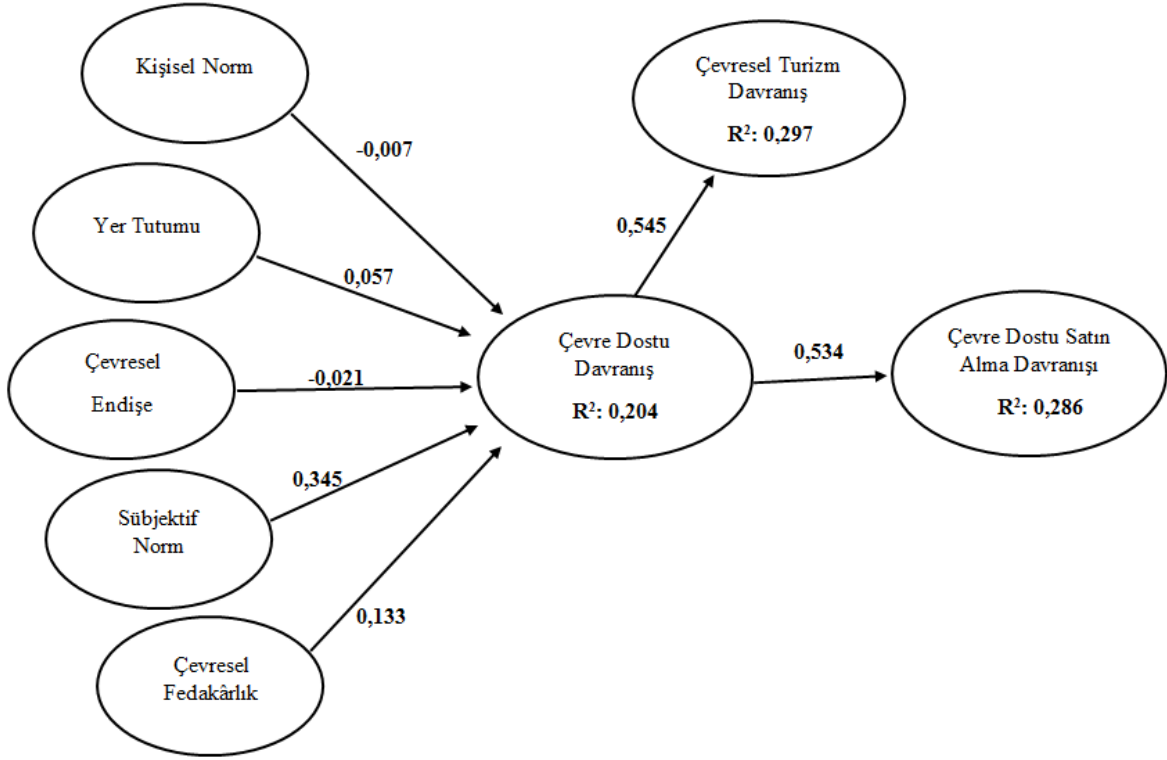 Kişisel Norm
-0,007
Yer Tutumu
0,057
Çevresel
Endişe
-0,021
Sübjektif
Norm
0,345
Çevresel
Fedakârlık
0,133
Çevre Dostu
Davranış
R²: 0,204
0,545
Çevresel Turizm
Davranış
R²: 0,297
0,534
Çevre Dostu Satın
Alma Davranışı
R²: 0,286